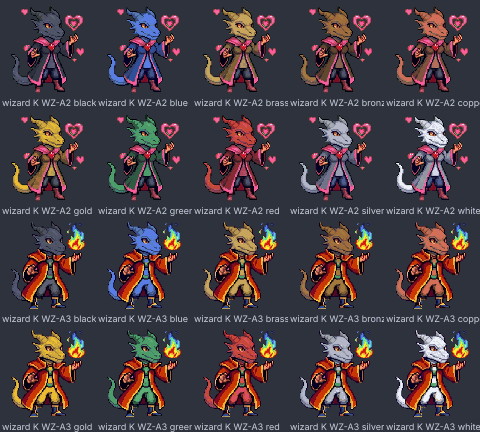 wizard K WZ-A2 black
wizard K WZ-A2 blue
wizard K WZ-A2 brass
wizard K WZ-A2 bronz
wizard K WZ-A2 copp
wizard K WZ-A2 gold
wizard K WZ-A2 green
wizard K WZ-A2 red
wizard K WZ-A2 silver
wizard K WZ-A2 white
wizard K WZ-A3 black
wizard K WZ-A3 blue
wizard K WZ-A3 brass
wizard K WZ-A3 bronz
wizard K WZ-A3 copp
wizard K WZ-A3 gold
wizard K WZ-A3 green
wizard K WZ-A3 red
wizard K WZ-A3 silver
wizard K WZ-A3 white